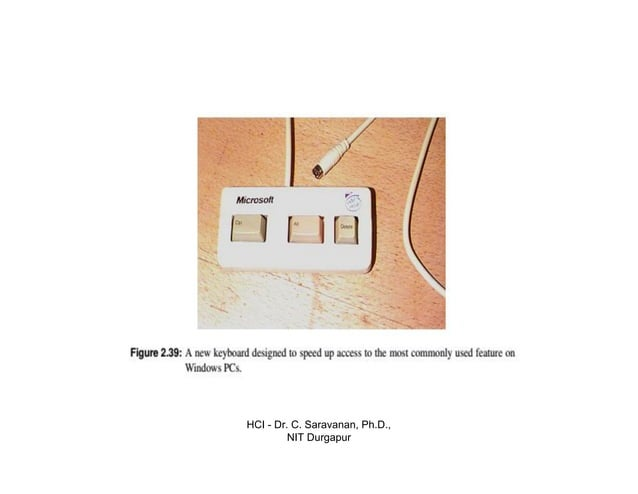 Microsoft
Ctrl
Alt
Delete
Figure 2.39: A new keyboard designed to speed up access to the most commonly used feature on
Windows PCs.
HCI - Dr. C. Saravanan, Ph.D.,
NIT Durgapur